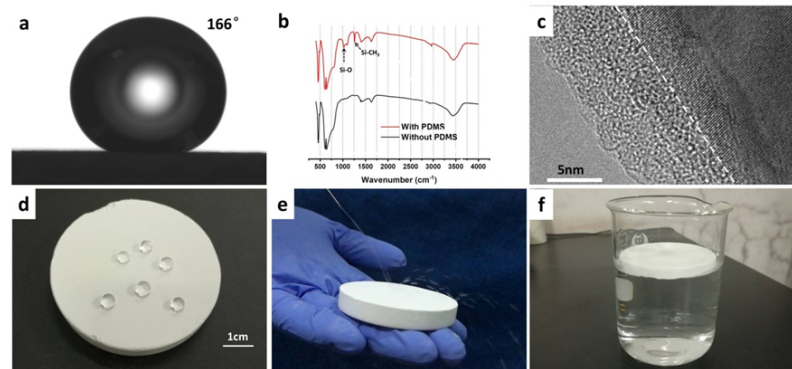 a
166°
b
Si-CH3
Si-O
With PDMS
Without PDMS
500 1000 1500 2000 2500 3000 3500 4000
Wavenumber (cm-1)
c
5nm
d
1cm
e
f